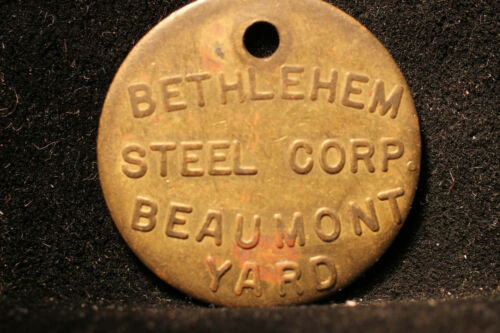 BETHLEHEM
STEEL CORP.
BEAUMONT
YARD